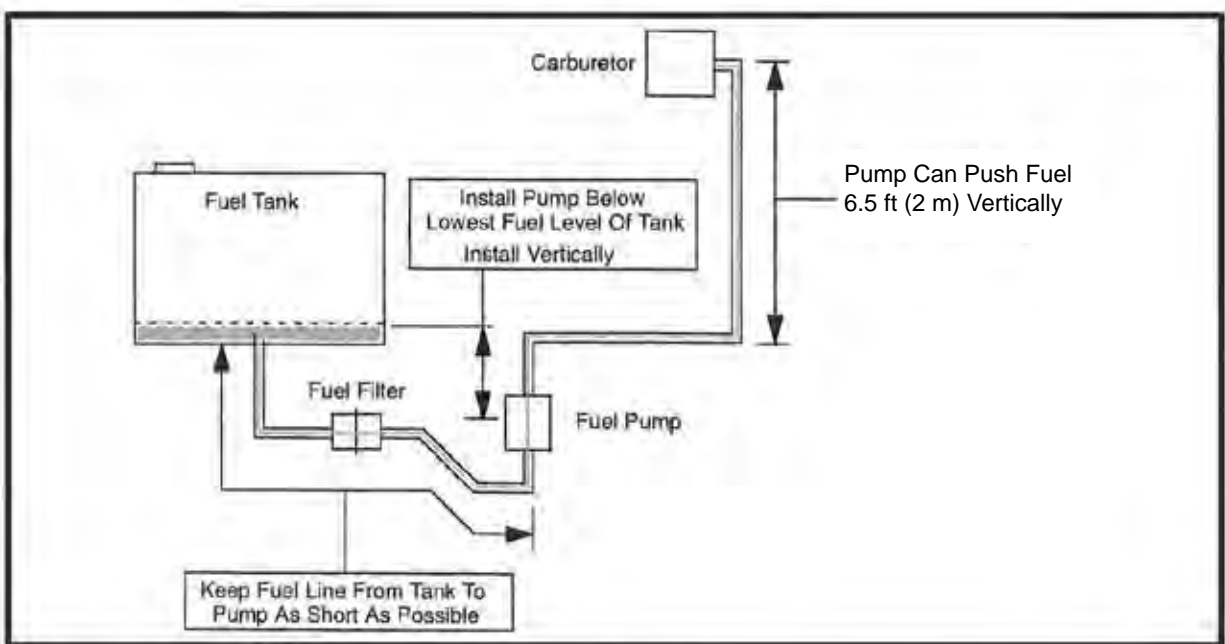 Carburetor
Pump Can Push Fuel
6.5 ft (2 m) Vertically
Fuel Tank
Install Pump Below
Lowest Fuel Level Of Tank
Install Vertically
Fuel Filter
Fuel Pump
Keep Fuel Line From Tank To
Pump As Short As Possible